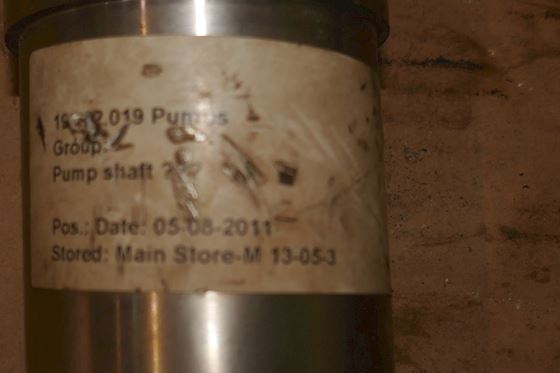 Pumps
Group:
Pump shaft
Pos.: Date: 05-08-2011
Stored: Main Store-M 13-05-3